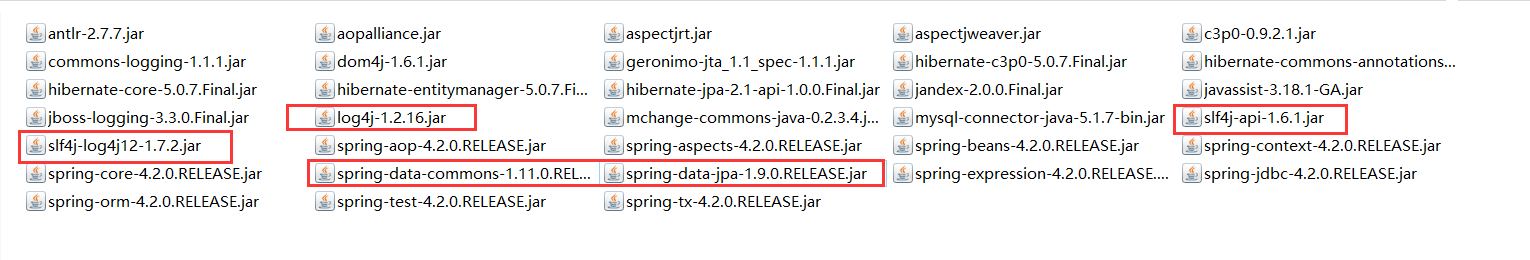 antlr-2.7.7.jar aopalliance.jar aspectjrt.jar aspectjweaver.jar c3p0-0.9.2.1.jar
commons-logging-1.1.1.jar dom4j-1.6.1.jar geronimo-jta_1.1_spec-1.1.1.jar hibernate-c3p0-5.0.7.Final.jar hibernate-commons-annotations...
hibernate-core-5.0.7.Final.jar hibernate-entitymanager-5.0.7.Fi... hibernate-jpa-2.1-api-1.0.0.Final.jar jandex-2.0.0.Final.jar javassist-3.18.1-GA.jar
jboss-logging-3.3.0.Final.jar log4j-1.2.16.jar mchange-commons-java-0.2.3.4.j... mysql-connector-java-5.1.7-bin.jar slf4j-api-1.6.1.jar
slf4j-log4j12-1.7.2.jar spring-aop-4.2.0.RELEASE.jar spring-aspects-4.2.0.RELEASE.jar spring-beans-4.2.0.RELEASE.jar spring-context-4.2.0.RELEASE.jar
spring-core-4.2.0.RELEASE.jar spring-data-commons-1.11.0.REL... spring-data-jpa-1.9.0.RELEASE.jar spring-expression-4.2.0.RELEASE.... spring-jdbc-4.2.0.RELEASE.jar
spring-orm-4.2.0.RELEASE.jar spring-test-4.2.0.RELEASE.jar spring-tx-4.2.0.RELEASE.jar